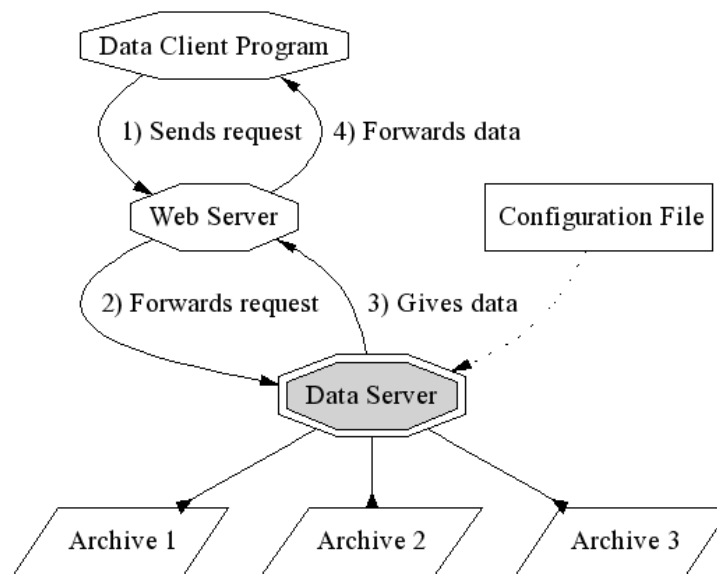 Data Client Program
1) Sends request
4) Forwards data
Web Server
Configuration File
2) Forwards request
3) Gives data
Data Server
Archive 1
Archive 2
Archive 3